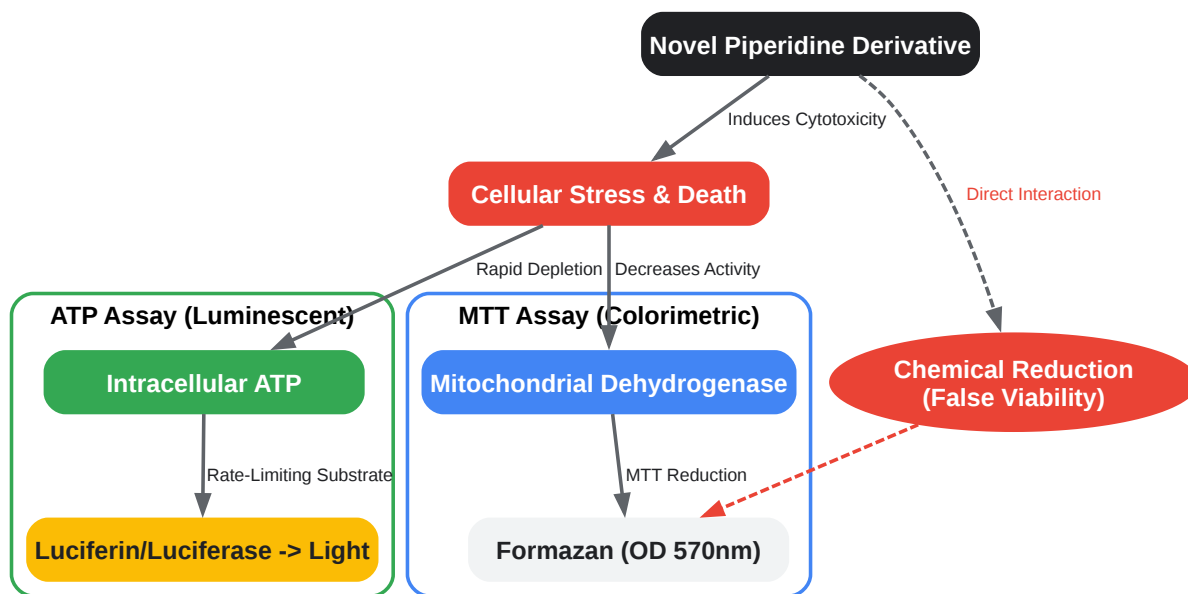 Novel Piperidine Derivative
Induces Cytotoxicity
Cellular Stress & Death
Direct Interaction
Rapid Depletion
Decreases Activity
ATP Assay (Luminescent)
MTT Assay (Colorimetric)
Intracellular ATP
Mitochondrial Dehydrogenase
Chemical Reduction
(False Viability)
Rate-Limiting Substrate
MTT Reduction
Luciferin/Luciferase -> Light
Formazan (OD 570nm)